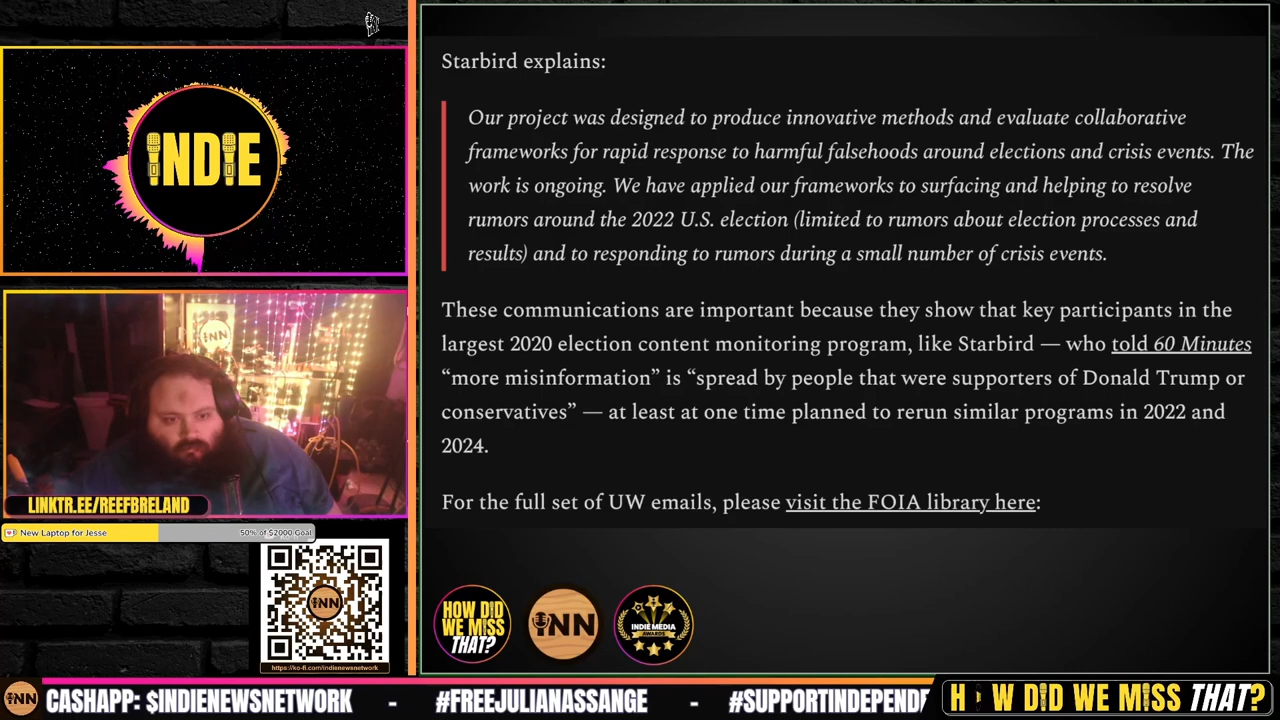 INDIE
INN
LINKTR.EE/REEFBRELAND
New Laptop for Jesse
50% of $2000 Goal
INN
https://ko-fi.com/indienewsnetwork
Starbird explains:
Our project was designed to produce innovative methods and evaluate collaborative
frameworks for rapid response to harmful falsehoods around elections and crisis events. The
work is ongoing. We have applied our frameworks to surfacing and helping to resolve
rumors around the 2022 U.S. election (limited to rumors about election processes and
results) and to responding to rumors during a small number of crisis events.
These communications are important because they show that key participants in the
largest 2020 election content monitoring program, like Starbird — who told 60 Minutes
“more misinformation” is “spread by people that were supporters of Donald Trump or
conservatives” — at least at one time planned to rerun similar programs in 2022 and
2024.
For the full set of UW emails, please visit the FOIA library here:
HOW DID
WE MISS
THAT?
INN
INDIE MEDIA
AWARDS
INN
CASHAPP: $INDIENEWSNETWORK - #FREEJULIANASSANGE - #SUPPORTINDEPEND
HOW DID WE MISS THAT?